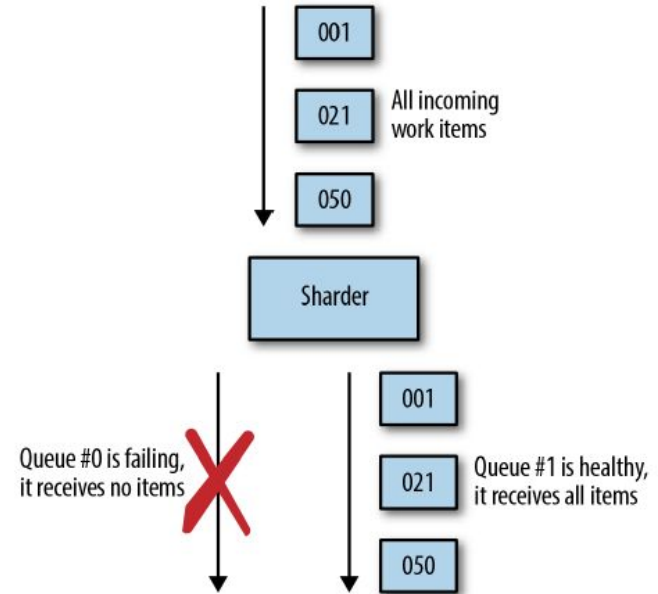 001
021
All incoming
work items
050
Sharder
001
Queue #0 is failing,
it receives no items
021
Queue #1 is healthy,
it receives all items
050